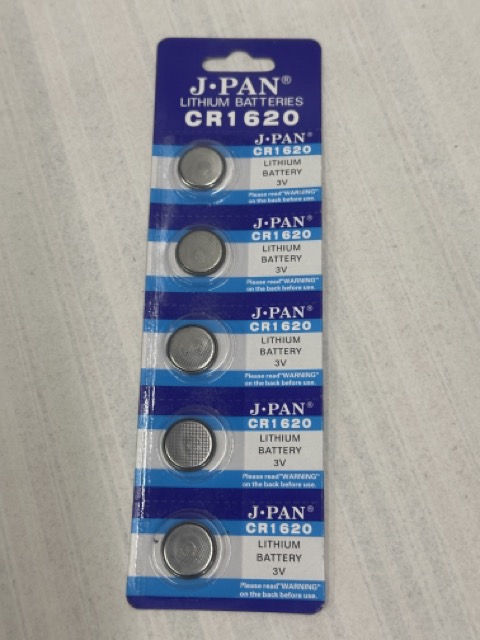 J·PAN®
LITHIUM BATTERIES
CR1620
J·PAN®
CR1620
LITHIUM
BATTERY
3V
Please read"WARNING"
on the back before use.
J·PAN®
CR1620
LITHIUM
BATTERY
3V
Please read"WARNING"
on the back before use.
J·PAN®
CR1620
LITHIUM
BATTERY
3V
Please read"WARNING"
on the back before use.
J·PAN®
CR1620
LITHIUM
BATTERY
3V
Please read"WARNING"
on the back before use.
J·PAN®
CR1620
LITHIUM
BATTERY
3V
Please read"WARNING"
on the back before use.